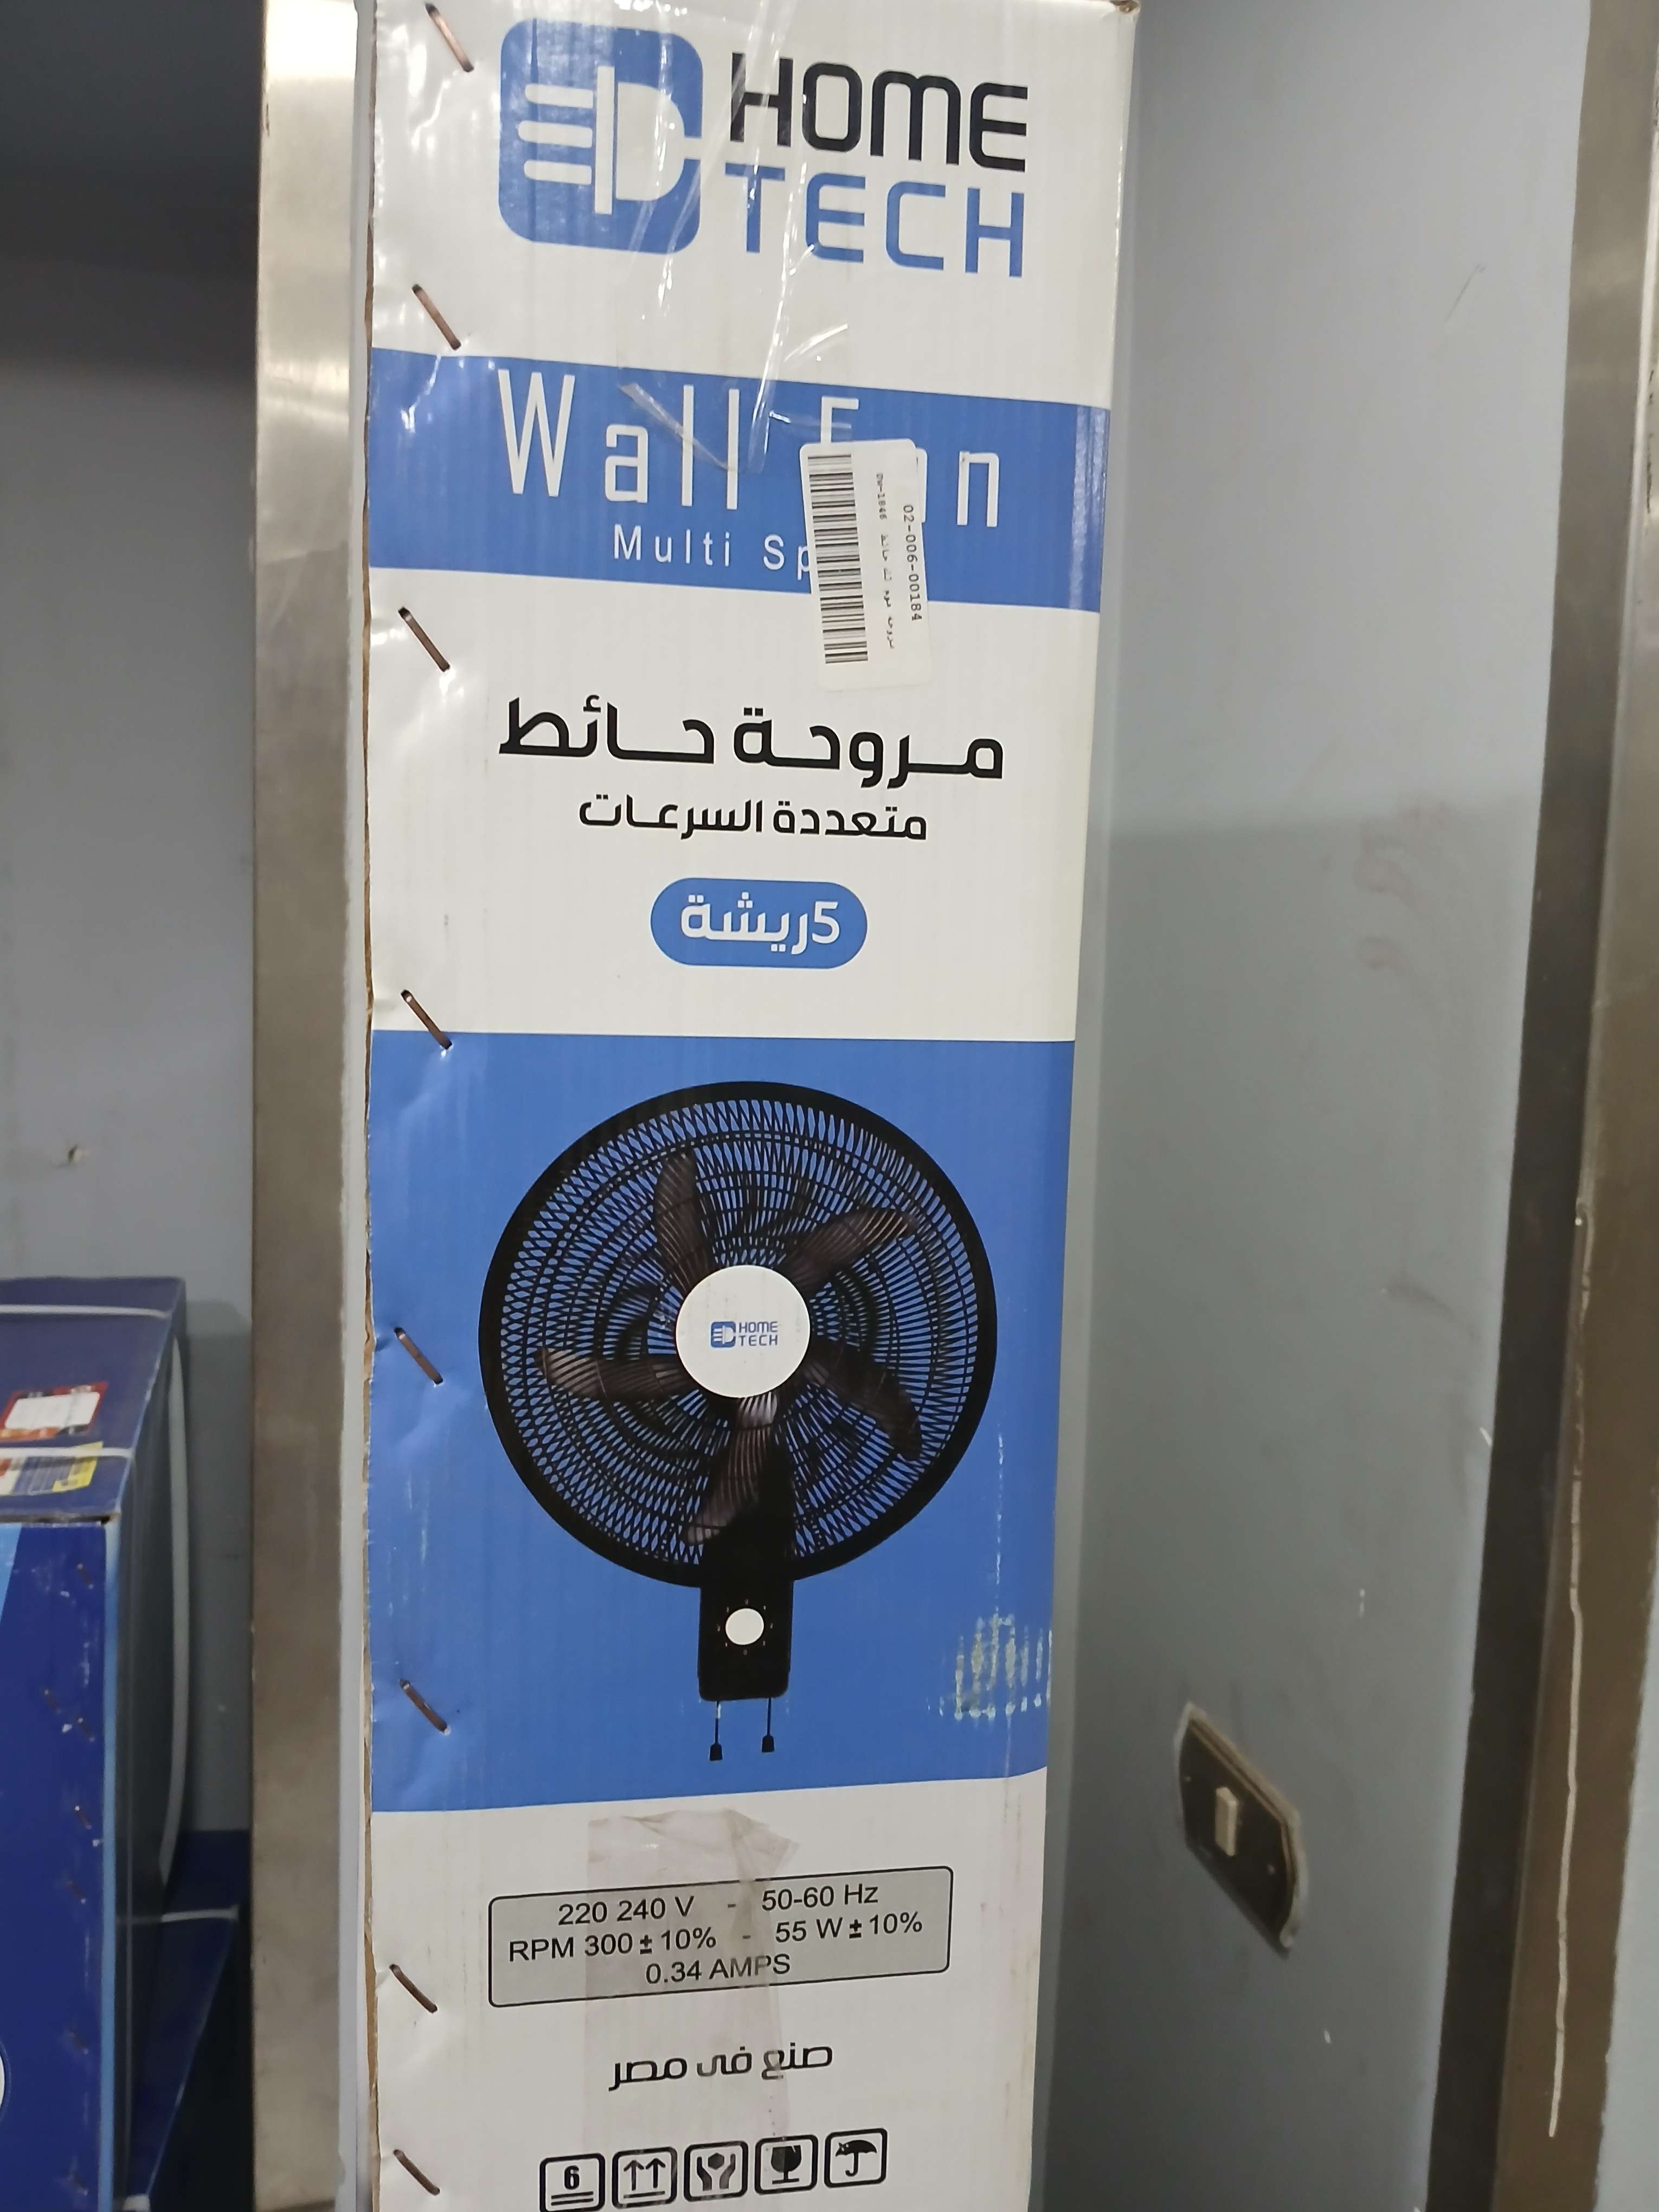 HOME
TECH
Wall F n
Multi Sp
02-006-00184
مروحة حائط
متعددة السرعات
5ريشة
HOME
TECH
220 240 V - 50-60 Hz
RPM 300 ± 10% - 55 W ± 10%
0.34 AMPS
صنع فى مصر
6